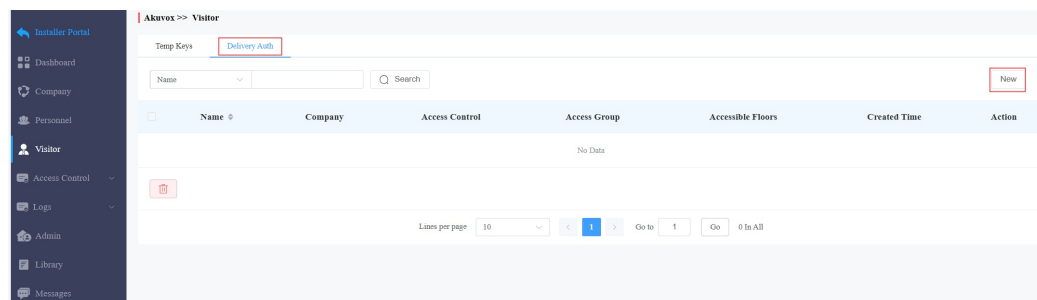 Akuvox >> Visitor
Installer Portal
Dashboard
Company
Personnel
Visitor
Access Control
Logs
Admin
Library
Messages
Temp Keys Delivery Auth
Name Search New
Name Company Access Control Access Group Accessible Floors Created Time Action
No Data
Lines per page 10 < 1 > Go to 1 Go 0 In All